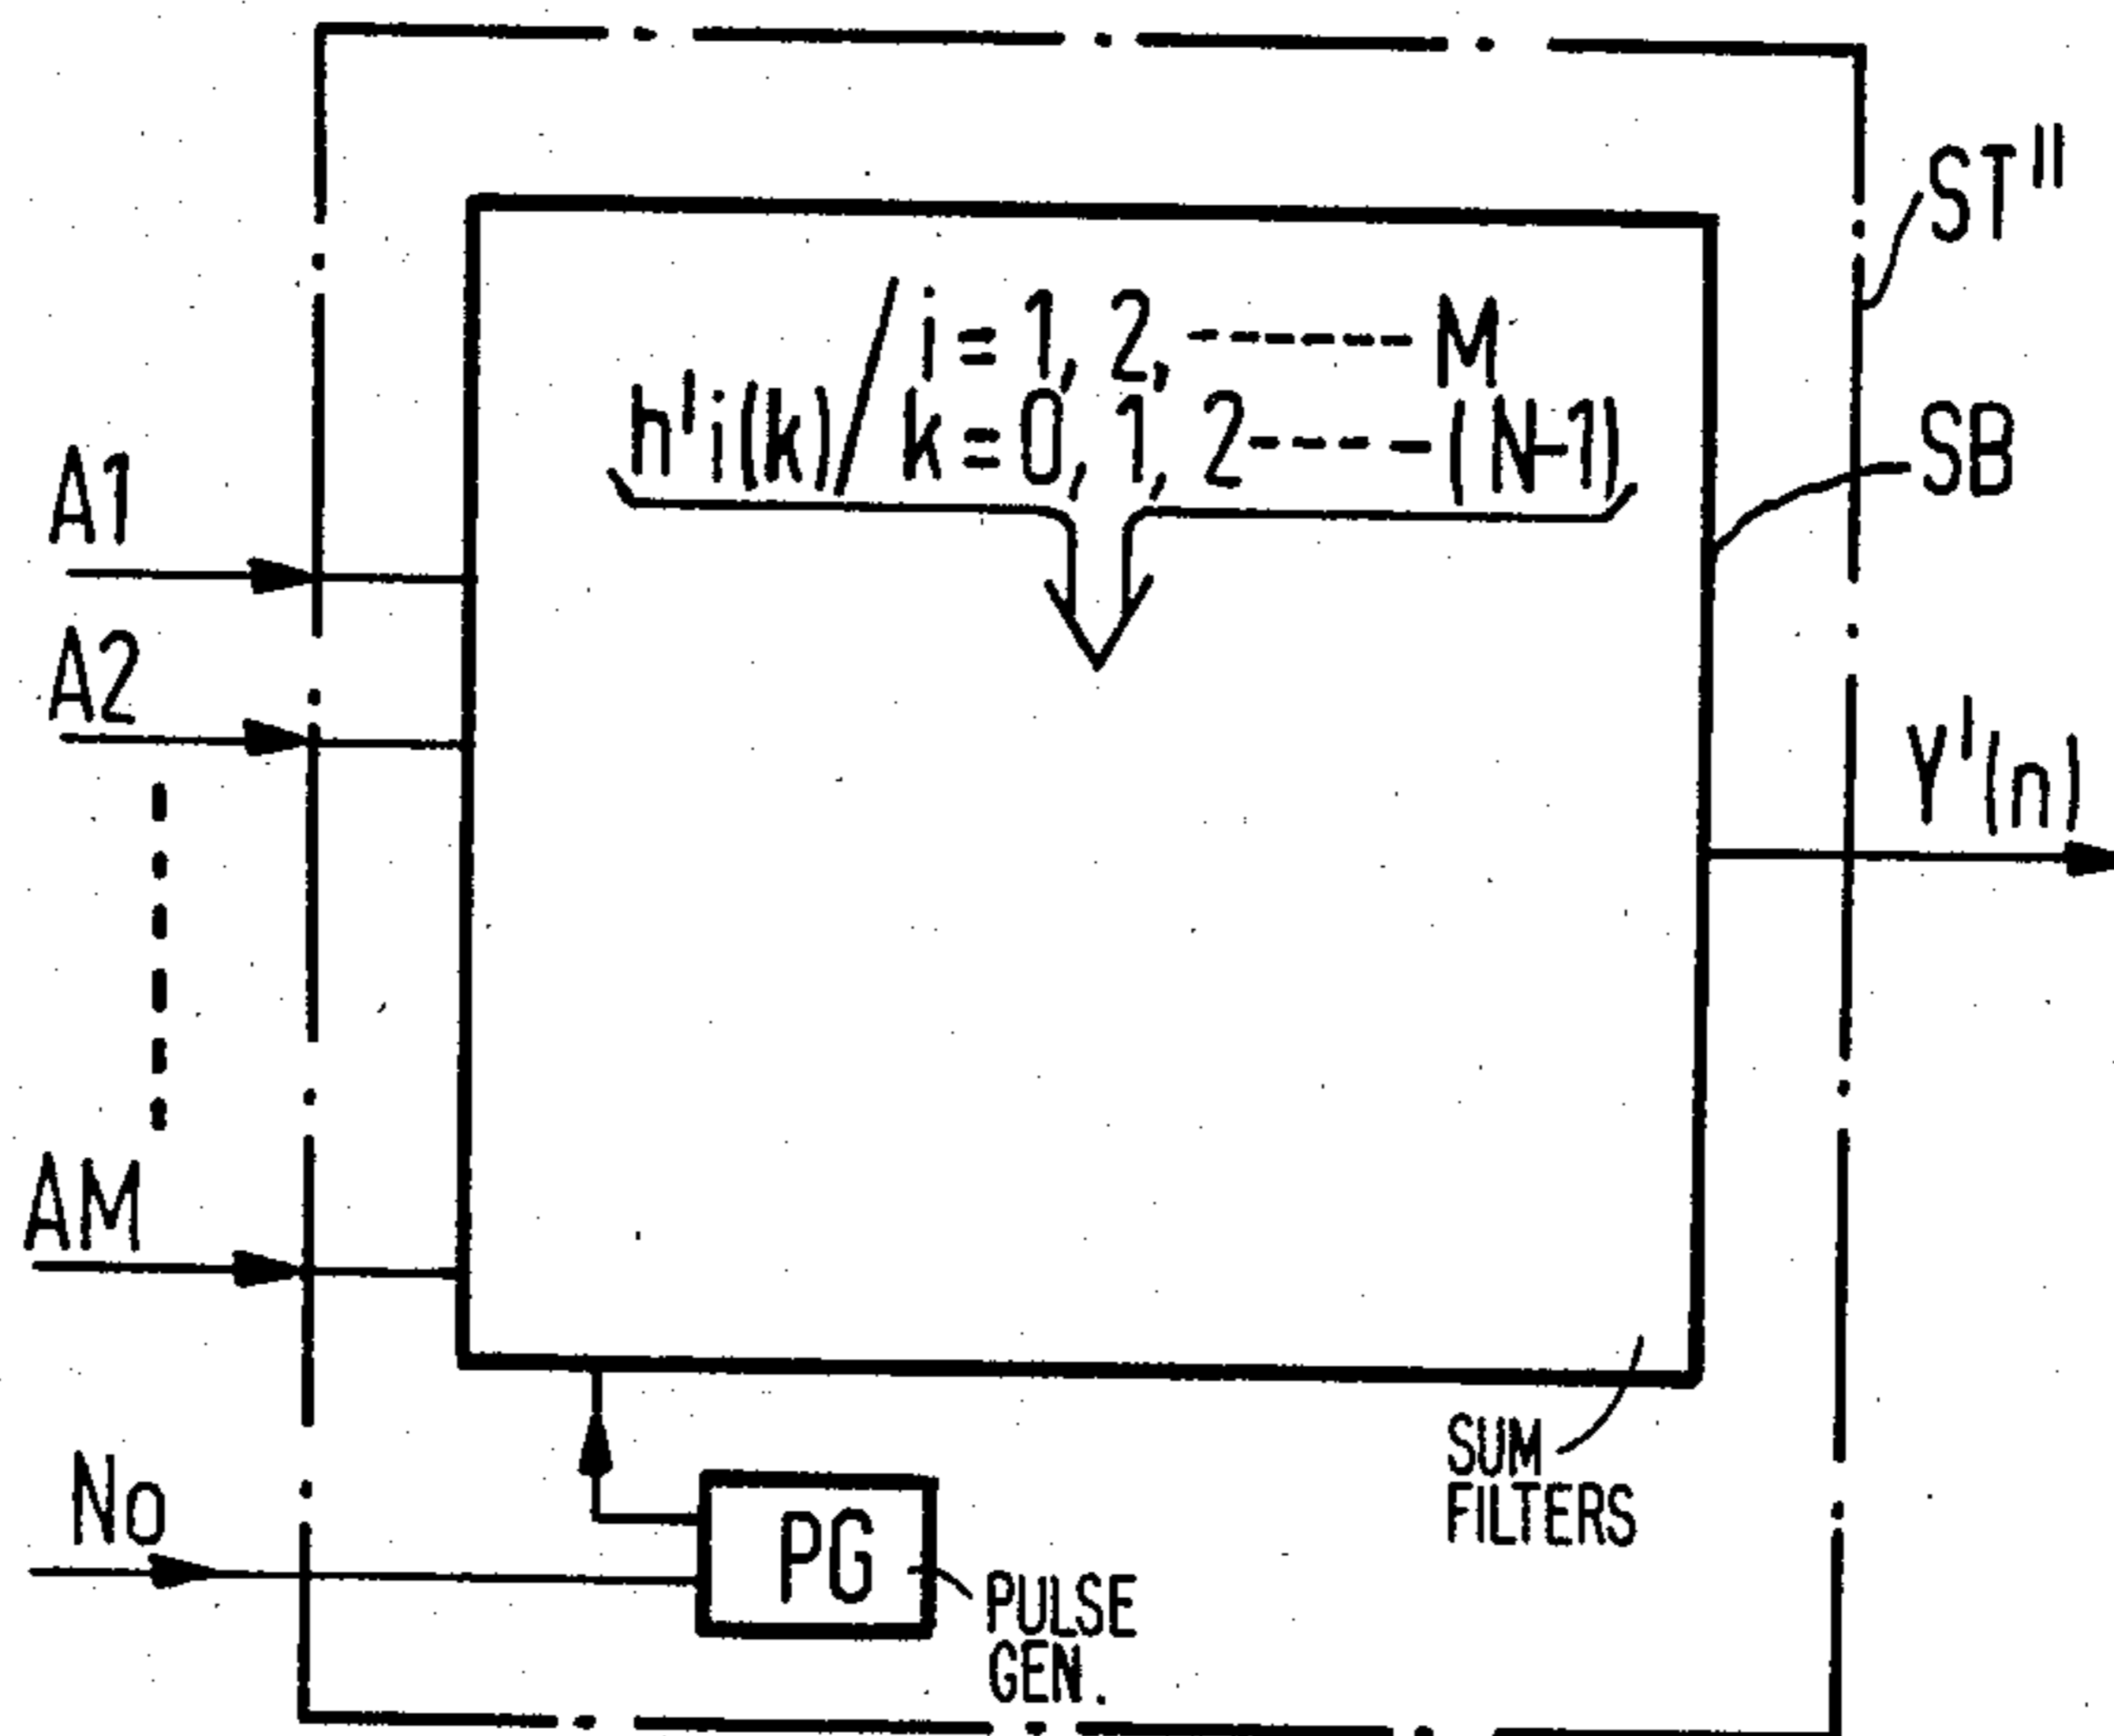 ST"
i = 1, 2, ------ M
h'i(k)/k = 0, 1, 2 ---- (N-1)
SB
A1
A2
Y'(n)
AM
SUM
FILTERS
No
PG
PULSE
GEN.